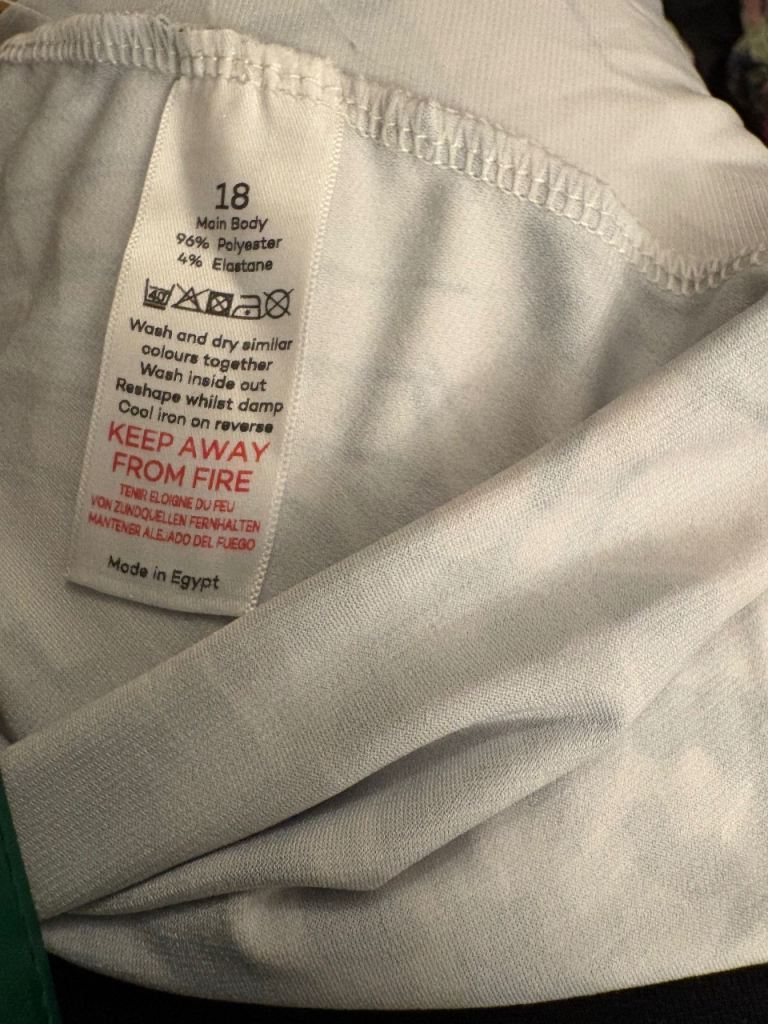 18
Main Body
96% Polyester
4% Elastane
40
Wash and dry similar
colours together
Wash inside out
Reshape whilst damp
Cool iron on reverse
KEEP AWAY
FROM FIRE
TENIR ELOIGNE DU FEU
VON ZUNDQUELLEN FERNHALTEN
MANTENER ALEJADO DEL FUEGO
Made in Egypt